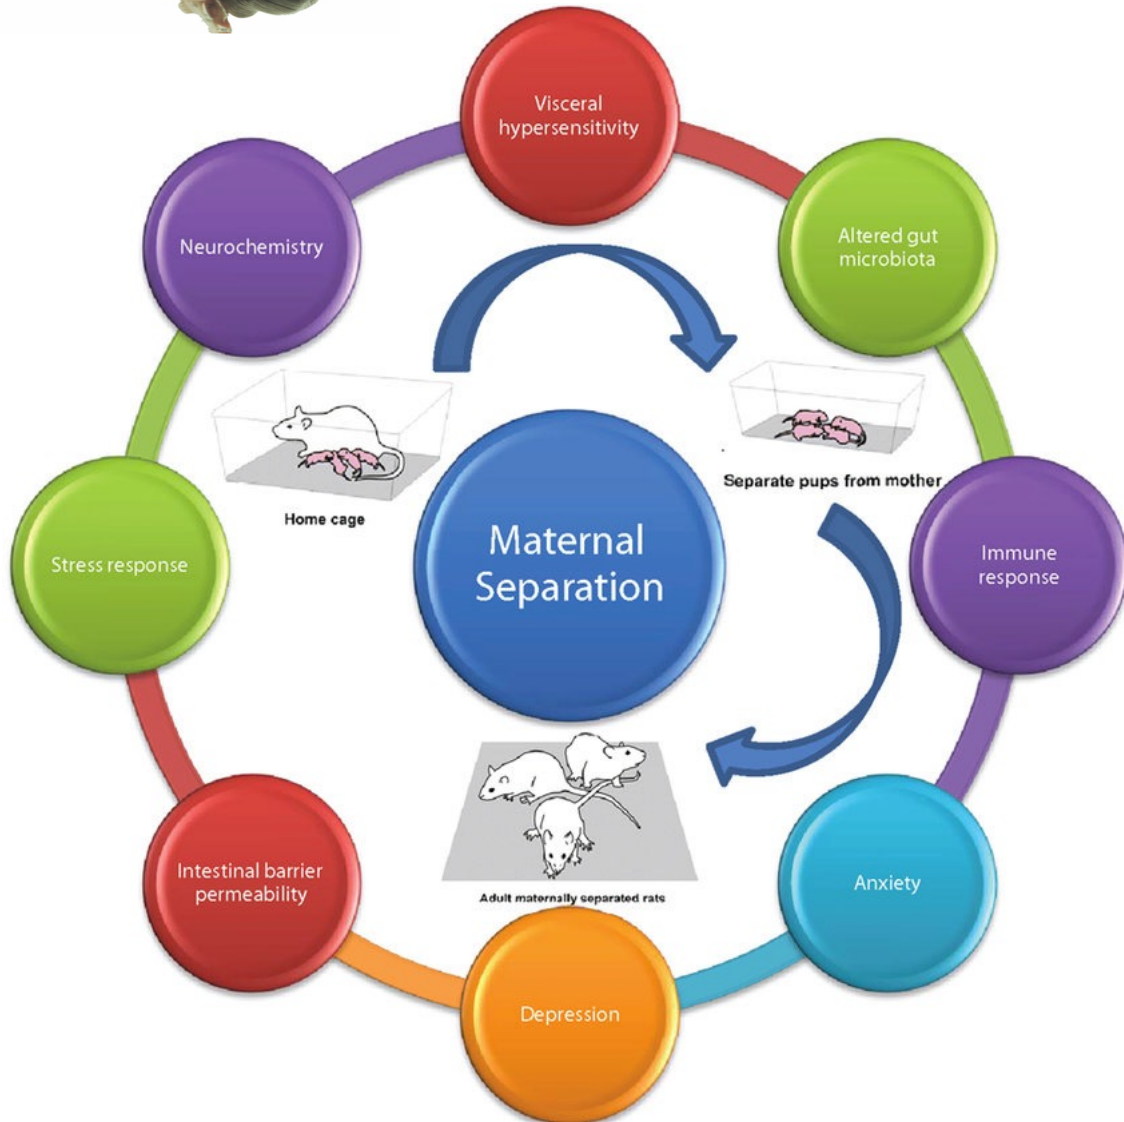 Visceral
hypersensitivity
Altered gut
microbiota
Immune
response
Anxiety
Depression
Intestinal barrier
permeability
Stress response
Neurochemistry
Home cage
Separate pups from mother
Adult maternally separated rats
Maternal
Separation